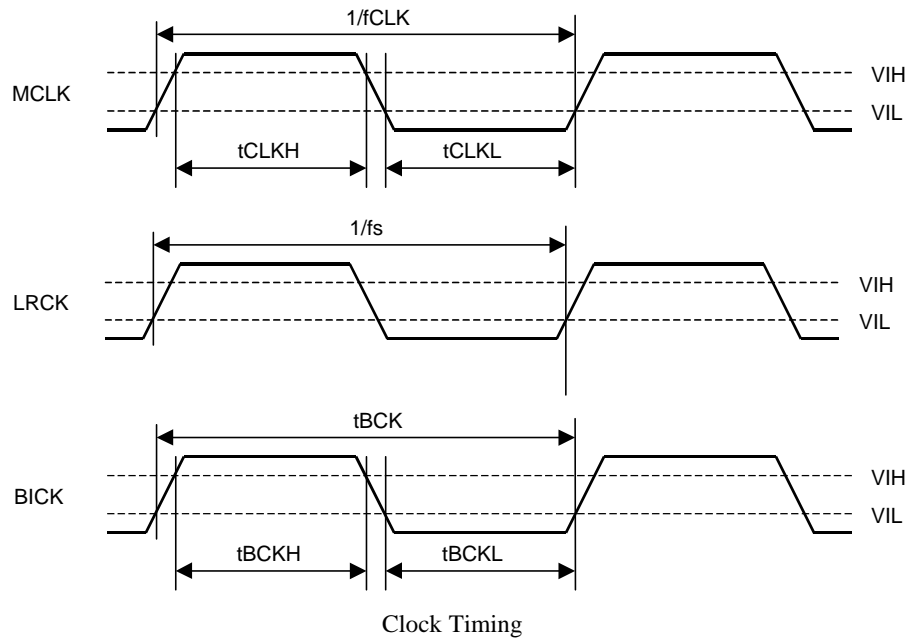 1/fCLK
MCLK
VIH
VIL
tCLKH
tCLKL
1/fs
LRCK
VIH
VIL
tBCK
BICK
VIH
VIL
tBCKH
tBCKL
Clock Timing